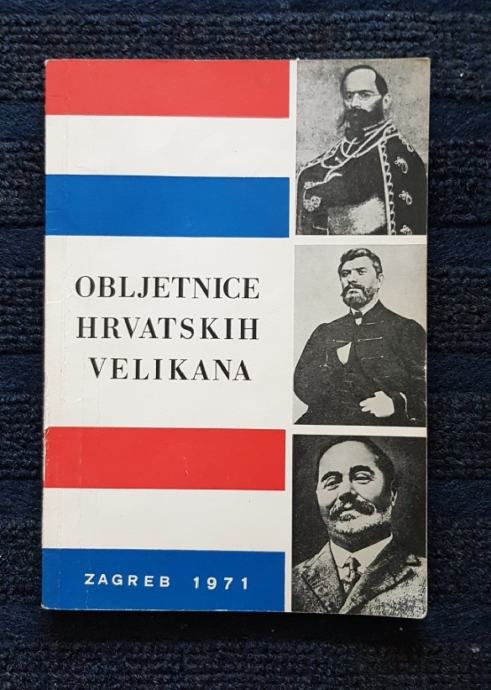 OBLJETNICE
HRVATSKIH
VELIKANA
ZAGREB 1971